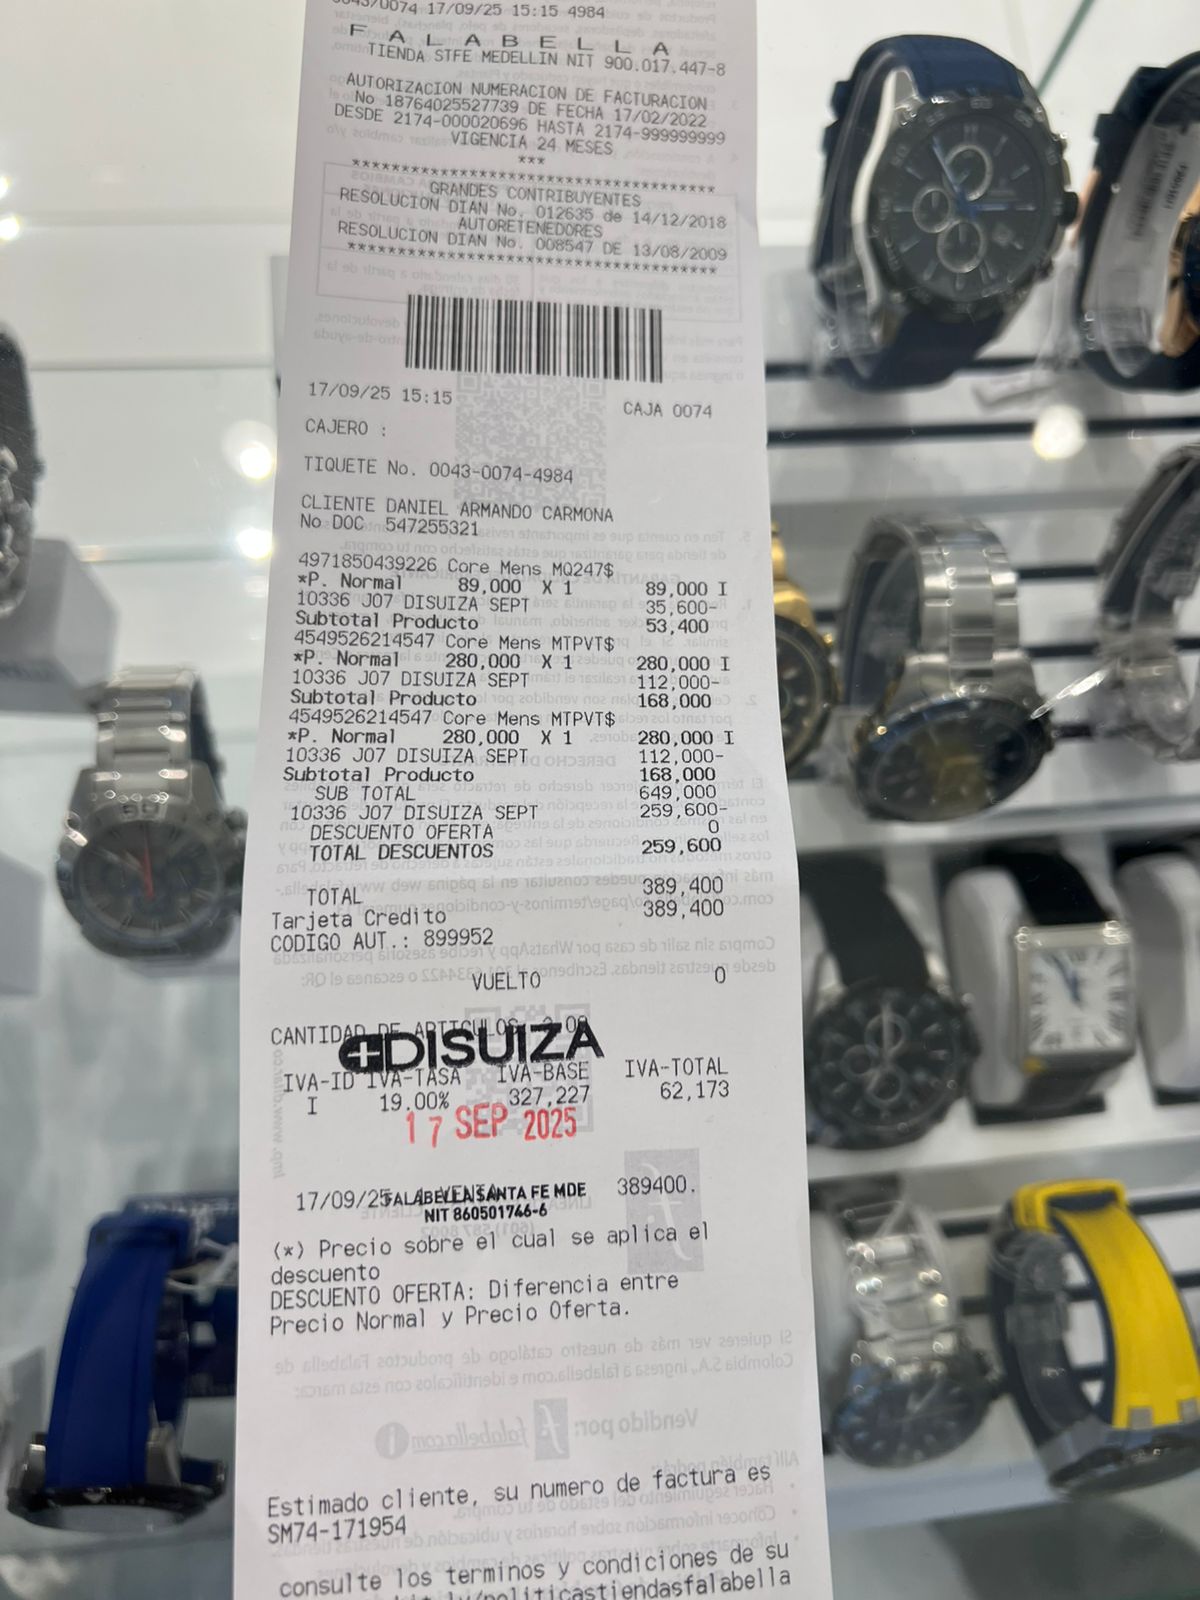 0043/0074 17/09/25 15:15 4984
F A L A B E L L A
TIENDA STFE MEDELLIN NIT 900.017.447-8
AUTORIZACION NUMERACION DE FACTURACION
No 18764025527739 DE FECHA 17/02/2022
DESDE 2174-000020696 HASTA 2174-999999999
VIGENCIA 24 MESES
***
GRANDES CONTRIBUYENTES
RESOLUCION DIAN No. 012635 de 14/12/2018
AUTORETENEDORES
RESOLUCION DIAN No. 008547 DE 13/08/2009
17/09/25 15:15 CAJA 0074
CAJERO :
TIQUETE No. 0043-0074-4984
CLIENTE DANIEL ARMANDO CARMONA
No DOC 547255321
4971850439226 Core Mens MQ247$
*P. Normal 89,000 X 1 89,000 I
10336 J07 DISUIZA SEPT 35,600-
Subtotal Producto 53,400
4549526214547 Core Mens MTPVT$
*P. Normal 280,000 X 1 280,000 I
10336 J07 DISUIZA SEPT 112,000-
Subtotal Producto 168,000
4549526214547 Core Mens MTPVT$
*P. Normal 280,000 X 1 280,000 I
10336 J07 DISUIZA SEPT 112,000-
Subtotal Producto 168,000
SUB TOTAL 649,000
10336 J07 DISUIZA SEPT 259,600-
DESCUENTO OFERTA 0
TOTAL DESCUENTOS 259,600
TOTAL 389,400
Tarjeta Credito 389,400
CODIGO AUT.: 899952
VUELTO 0
CANTIDAD DE ARTICULOS
DISUIZA
IVA-ID IVA-TASA IVA-BASE IVA-TOTAL
I 19.00% 327,227 62,173
17 SEP 2025
17/09/25 VENTA 389400.
FALABELLA SANTA FE MDE
NIT 860501746-6
(*) Precio sobre el cual se aplica el
descuento
DESCUENTO OFERTA: Diferencia entre
Precio Normal y Precio Oferta.
Estimado cliente, su numero de factura es
SM74-171954
consulte los terminos y condiciones de su
politicastiendasfalabella